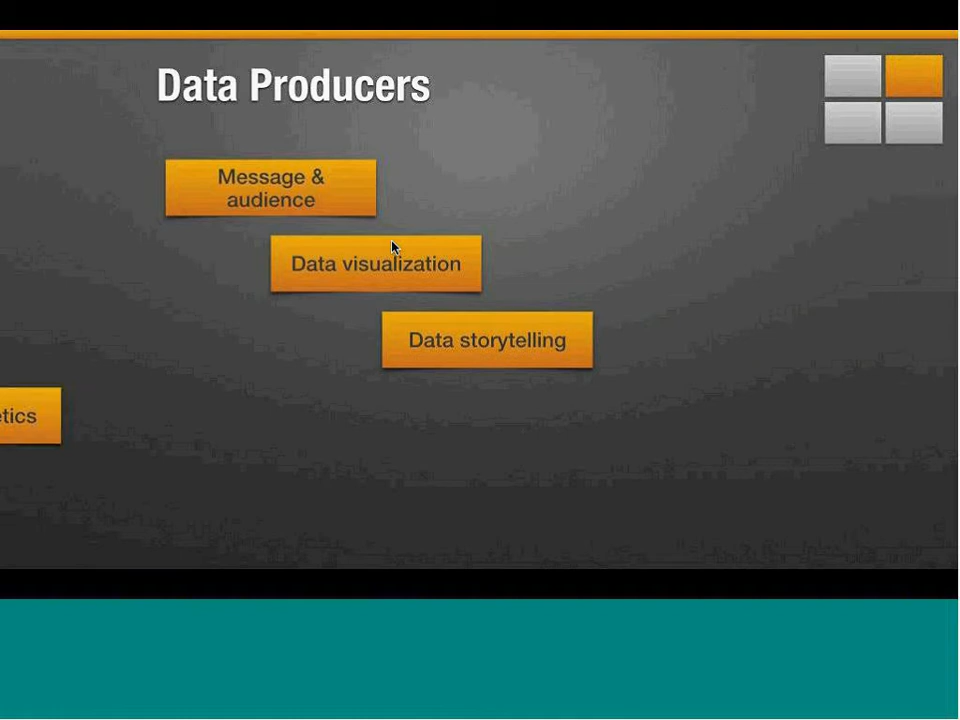 Data Producers
Message &
audience
Data visualization
Data storytelling
etics